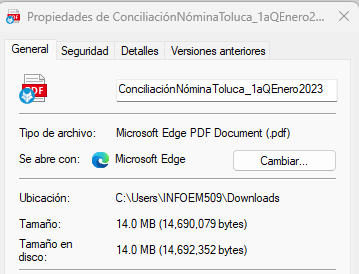 Propiedades de ConciliaciónNóminaToluca_1aQEnero2...
General Seguridad Detalles Versiones anteriores
PDF
ConciliaciónNóminaToluca_1aQEnero2023
Tipo de archivo: Microsoft Edge PDF Document (.pdf)
Se abre con: Microsoft Edge Cambiar...
Ubicación: C:\Users\INFOEM509\Downloads
Tamaño: 14.0 MB (14,690,079 bytes)
Tamaño en disco: 14.0 MB (14,692,352 bytes)